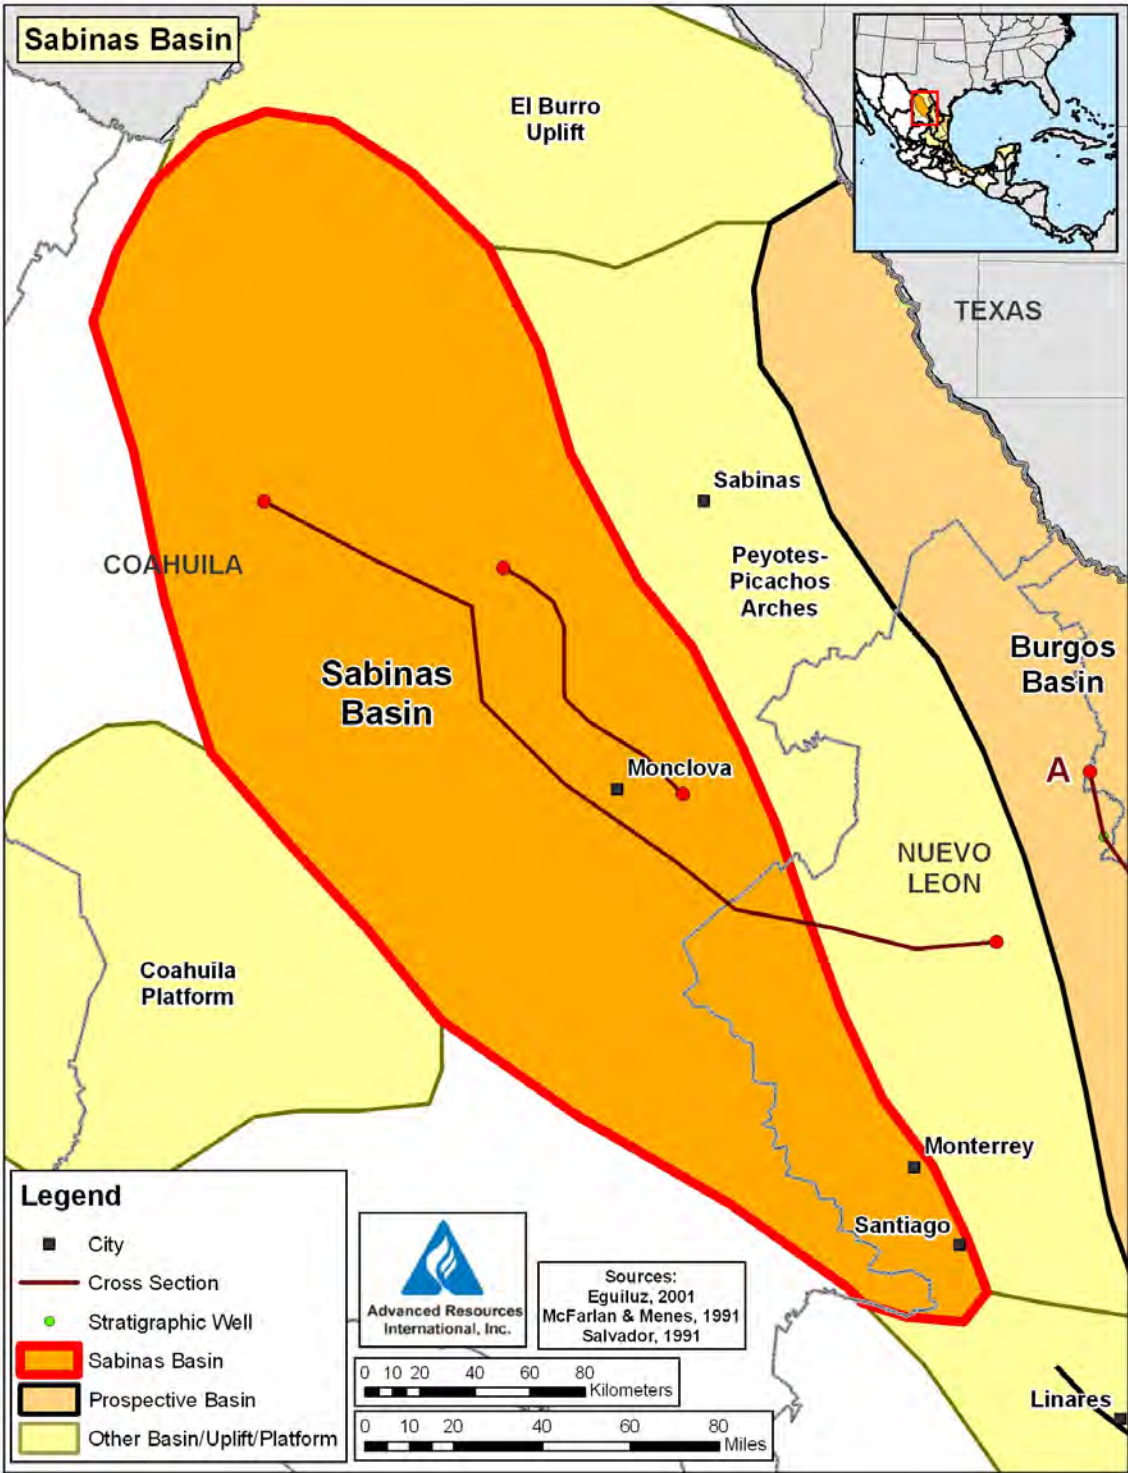 Sabinas Basin
El Burro
Uplift
TEXAS
Sabinas
COAHUILA
Peyotes-
Picachos
Arches
Sabinas
Basin
Burgos
Basin
Monclova
A
NUEVO
LEON
Coahuila
Platform
Monterrey
Santiago
Linares
Legend
City
Cross Section
Stratigraphic Well
Sabinas Basin
Prospective Basin
Other Basin/Uplift/Platform
Advanced Resources
International, Inc.
Sources:
Eguiluz, 2001
McFarlan & Menes, 1991
Salvador, 1991
0 10 20 40 60 80
Kilometers
0 10 20 40 60 80
Miles